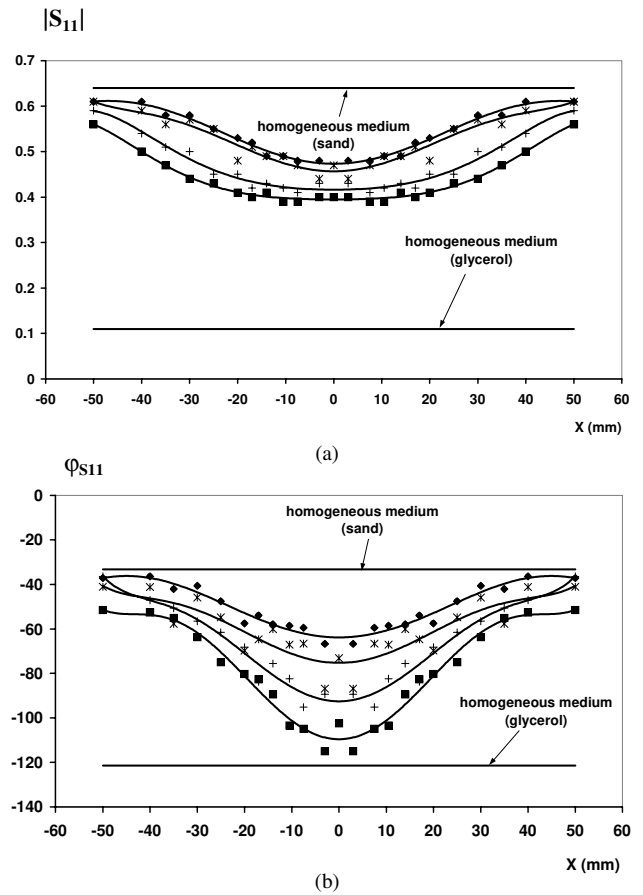 |S11|
0.7
0.6
0.5
0.4
0.3
0.2
0.1
0
homogeneous medium
(sand)
homogeneous medium
(glycerol)
-60 -50 -40 -30 -20 -10 0 10 20 30 40 50 60
X (mm)
(a)
φS11
0
-20
-40
-60
-80
-100
-120
-140
homogeneous medium
(sand)
homogeneous medium
(glycerol)
-60 -50 -40 -30 -20 -10 0 10 20 30 40 50 60
X (mm)
(b)